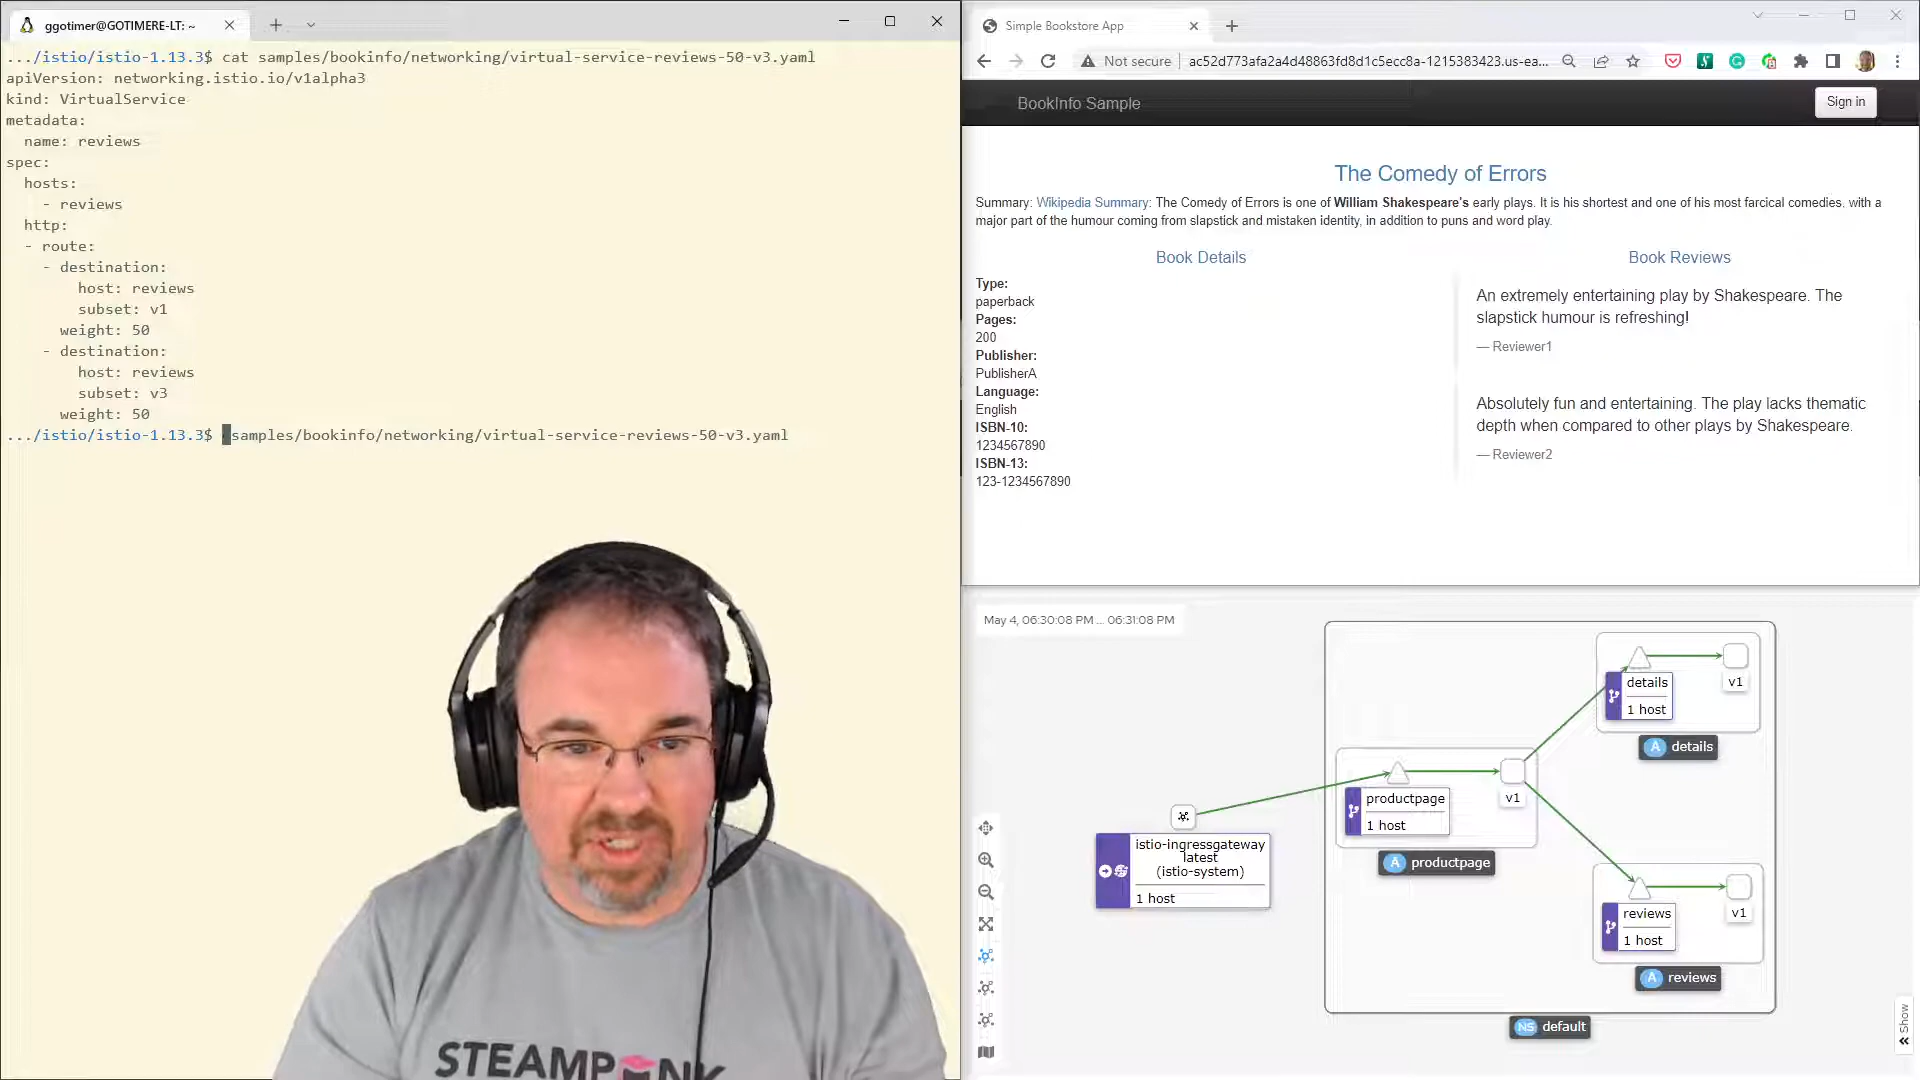 ggotimer@GOTIMERE-LT: ~
.../istio/istio-1.13.3$ cat samples/bookinfo/networking/virtual-service-reviews-50-v3.yaml
apiVersion: networking.istio.io/v1alpha3
kind: VirtualService
metadata:
  name: reviews
spec:
  hosts:
    - reviews
  http:
  - route:
    - destination:
        host: reviews
        subset: v1
      weight: 50
    - destination:
        host: reviews
        subset: v3
      weight: 50
.../istio/istio-1.13.3$ samples/bookinfo/networking/virtual-service-reviews-50-v3.yaml
STEAMPUNK
Simple Bookstore App
Not secure
ac52d773afa2a4d48863fd8d1c5ecc8a-1215383423.us-ea...
BookInfo Sample
Sign in
The Comedy of Errors
Summary: Wikipedia Summary: The Comedy of Errors is one of William Shakespeare's early plays. It is his shortest and one of his most farcical comedies, with a
major part of the humour coming from slapstick and mistaken identity, in addition to puns and word play.
Book Details
Type:
paperback
Pages:
200
Publisher:
PublisherA
Language:
English
ISBN-10:
1234567890
ISBN-13:
123-1234567890
Book Reviews
An extremely entertaining play by Shakespeare. The
slapstick humour is refreshing!
— Reviewer1
Absolutely fun and entertaining. The play lacks thematic
depth when compared to other plays by Shakespeare.
— Reviewer2
May 4, 06:30:08 PM ... 06:31:08 PM
details
1 host
v1
A details
productpage
1 host
v1
A productpage
istio-ingressgateway
latest
(istio-system)
1 host
reviews
1 host
v1
A reviews
NS default
Show